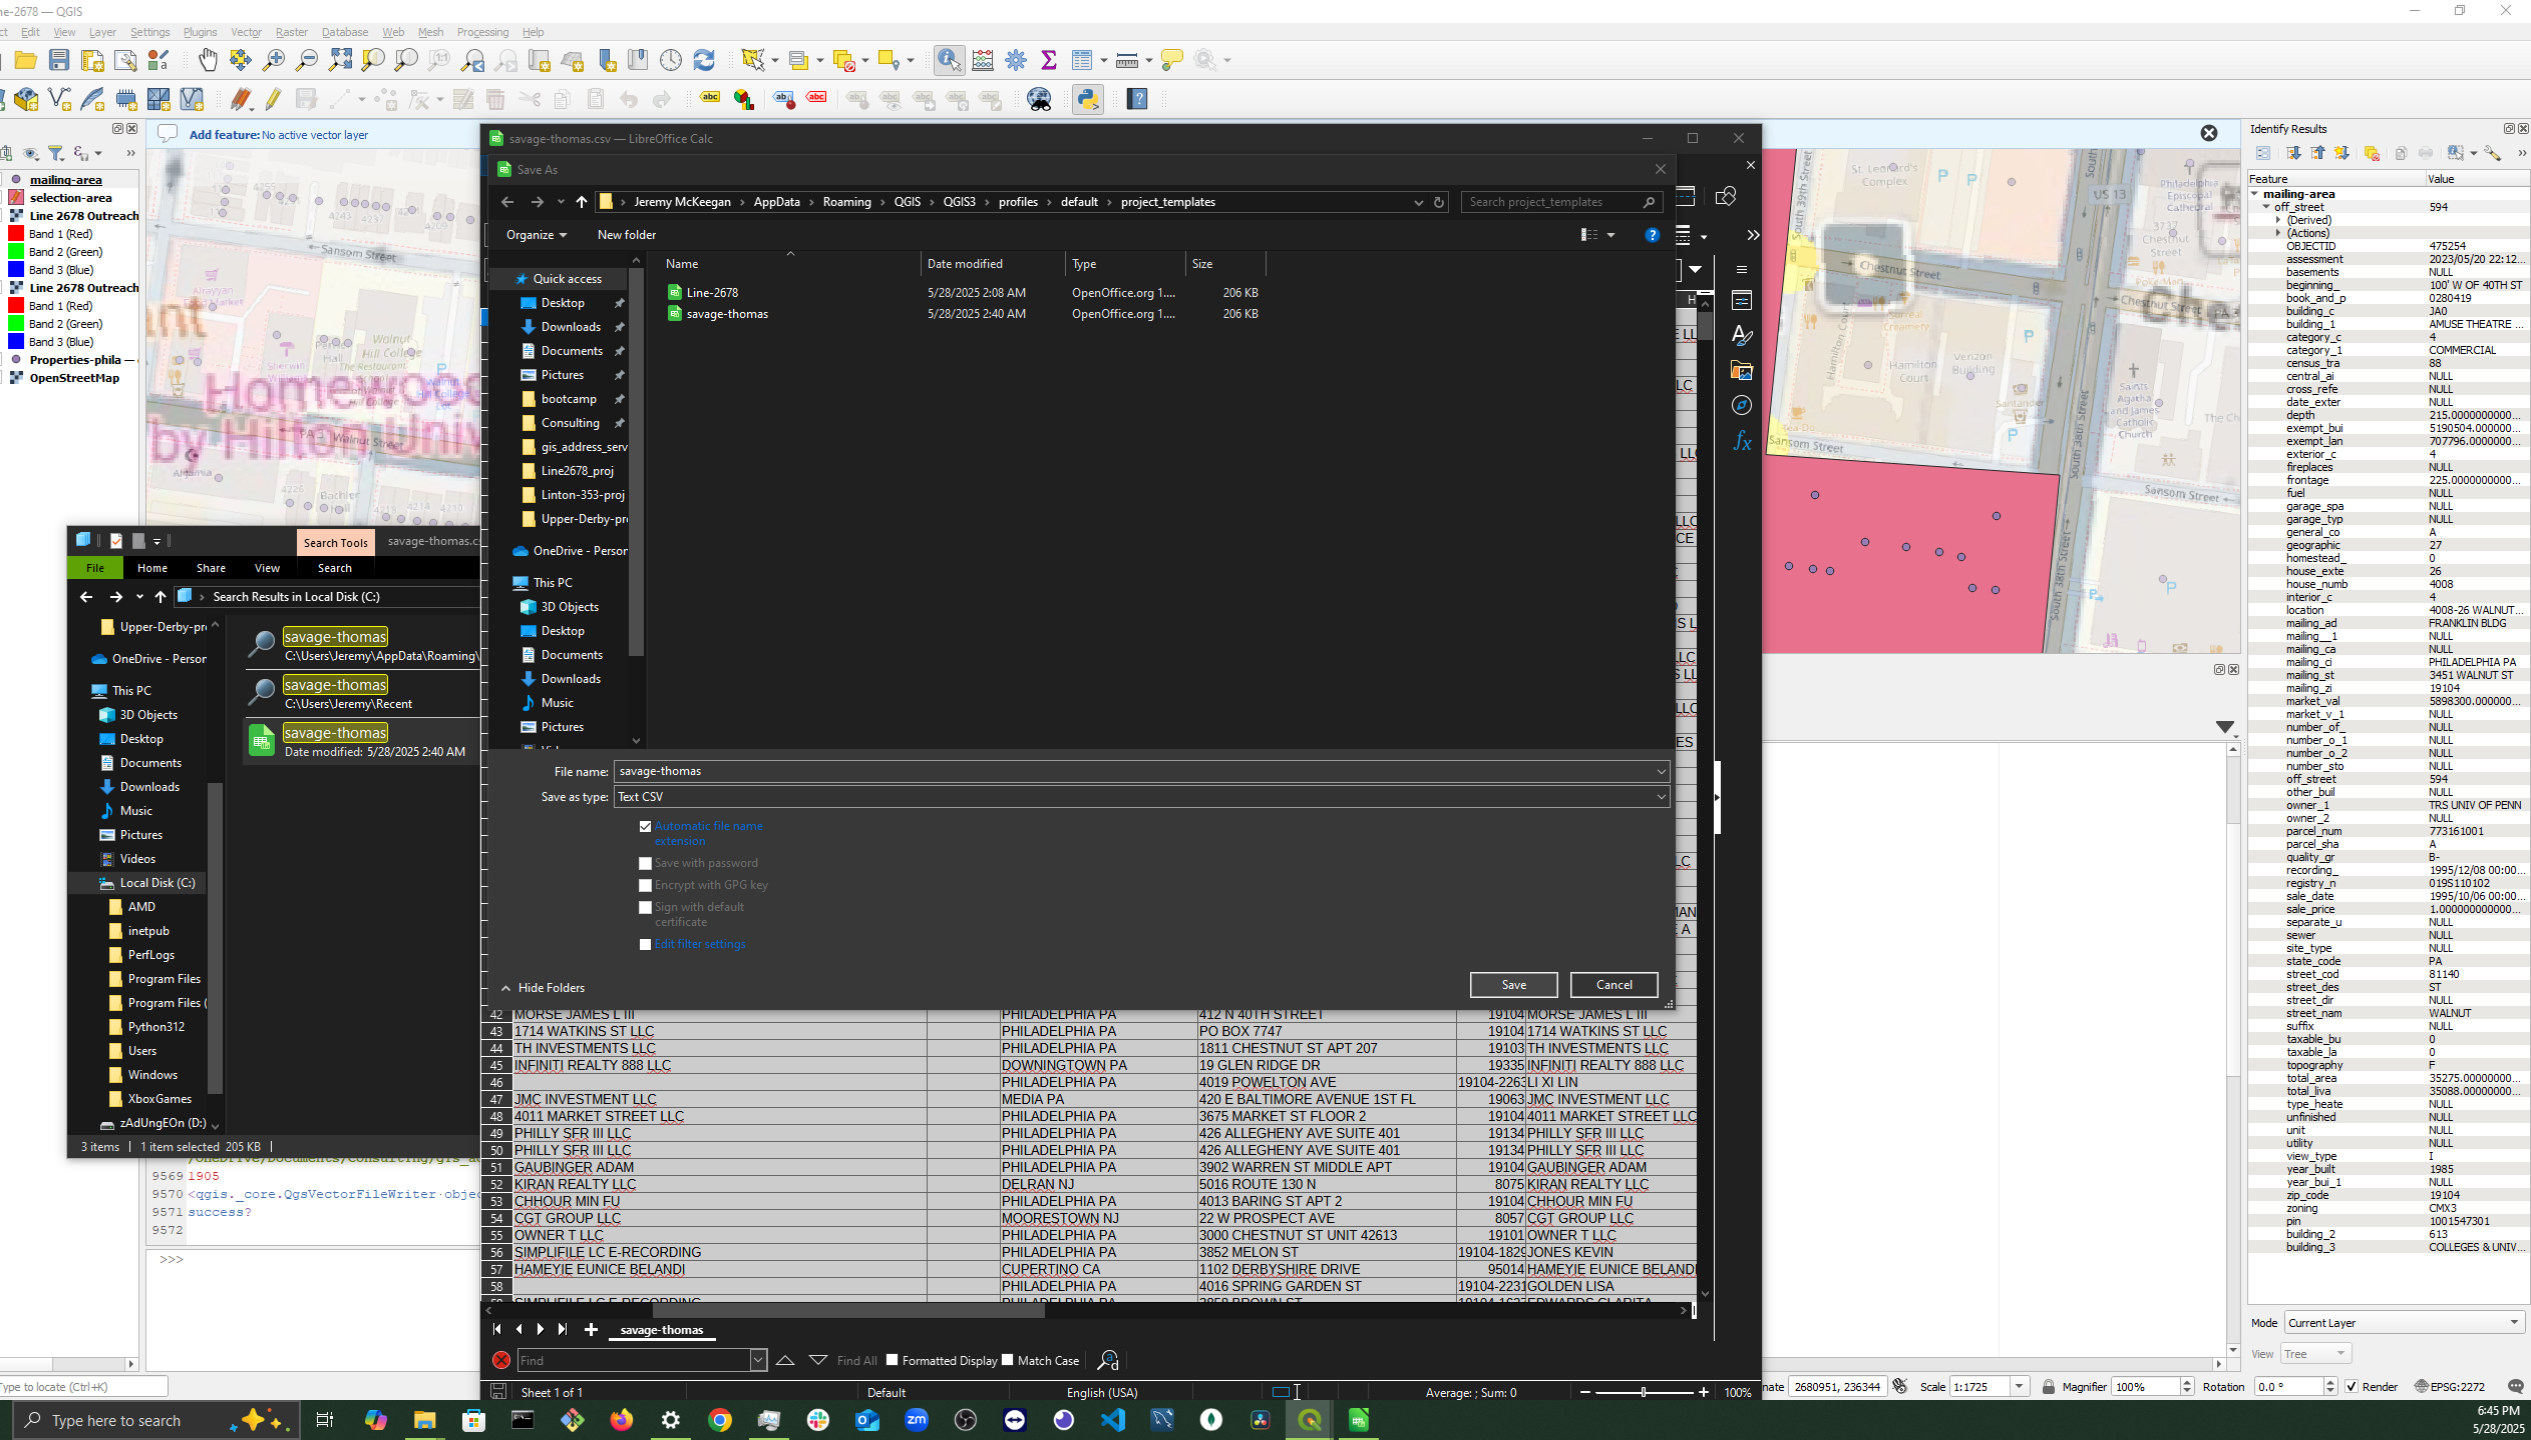 ne-2678 — QGIS
ct Edit View Layer Settings Plugins Vector Raster Database Web Mesh Processing Help
Add feature: No active vector layer
mailing-area
selection-area
Line 2678 Outreach
Band 1 (Red)
Band 2 (Green)
Band 3 (Blue)
Line 2678 Outreach
Band 1 (Red)
Band 2 (Green)
Band 3 (Blue)
Properties-phila —
OpenStreetMap
Sansom Street
Walnut Street
Homewood
by Hilton Univ
savage-thomas.csv — LibreOffice Calc
Save As
Jeremy McKeegan › AppData › Roaming › QGIS › QGIS3 › profiles › default › project_templates
Search project_templates
Organize New folder
Name Date modified Type Size
Line-2678 5/28/2025 2:08 AM OpenOffice.org 1.... 206 KB
savage-thomas 5/28/2025 2:40 AM OpenOffice.org 1.... 206 KB
Quick access
Desktop
Downloads
Documents
Pictures
bootcamp
Consulting
gis_address_serv
Line2678_proj
Linton-353-proj
Upper-Derby-pr
OneDrive - Person
This PC
3D Objects
Desktop
Documents
Downloads
Music
Pictures
File name: savage-thomas
Save as type: Text CSV
Automatic file name
extension
Save with password
Encrypt with GPG key
Sign with default
certificate
Edit filter settings
Hide Folders
Save Cancel
Search Tools savage-thomas.cs
File Home Share View Search
Search Results in Local Disk (C:)
Upper-Derby-pr
OneDrive - Person
This PC
3D Objects
Desktop
Documents
Downloads
Music
Pictures
Videos
Local Disk (C:)
AMD
inetpub
PerfLogs
Program Files
Program Files (
Python312
Users
Windows
XboxGames
zAdUngEOn (D:)
savage-thomas
C:\Users\Jeremy\AppData\Roaming\
savage-thomas
C:\Users\Jeremy\Recent
savage-thomas
Date modified: 5/28/2025 2:40 AM
3 items 1 item selected 205 KB
9569 1905
9570 <qgis._core.QgsVectorFileWriter objec
9571 success?
9572
>>>
42 MORSE JAMES L III PHILADELPHIA PA 412 N 40TH STREET 19104 MORSE JAMES L III
43 1714 WATKINS ST LLC PHILADELPHIA PA PO BOX 7747 19104 1714 WATKINS ST LLC
44 TH INVESTMENTS LLC PHILADELPHIA PA 1811 CHESTNUT ST APT 207 19103 TH INVESTMENTS LLC
45 INFINITI REALTY 888 LLC DOWNINGTOWN PA 19 GLEN RIDGE DR 19335 INFINITI REALTY 888 LLC
46 PHILADELPHIA PA 4019 POWELTON AVE 19104-2263 LI XI LIN
47 JMC INVESTMENT LLC MEDIA PA 420 E BALTIMORE AVENUE 1ST FL 19063 JMC INVESTMENT LLC
48 4011 MARKET STREET LLC PHILADELPHIA PA 3675 MARKET ST FLOOR 2 19104 4011 MARKET STREET LLC
49 PHILLY SFR III LLC PHILADELPHIA PA 426 ALLEGHENY AVE SUITE 401 19134 PHILLY SFR III LLC
50 PHILLY SFR III LLC PHILADELPHIA PA 426 ALLEGHENY AVE SUITE 401 19134 PHILLY SFR III LLC
51 GAUBINGER ADAM PHILADELPHIA PA 3902 WARREN ST MIDDLE APT 19104 GAUBINGER ADAM
52 KIRAN REALTY LLC DELRAN NJ 5016 ROUTE 130 N 8075 KIRAN REALTY LLC
53 CHHOUR MIN FU PHILADELPHIA PA 4013 BARING ST APT 2 19104 CHHOUR MIN FU
54 CGT GROUP LLC MOORESTOWN NJ 22 W PROSPECT AVE 8057 CGT GROUP LLC
55 OWNER T LLC PHILADELPHIA PA 3000 CHESTNUT ST UNIT 42613 19101 OWNER T LLC
56 SIMPLIFILE LC E-RECORDING PHILADELPHIA PA 3852 MELON ST 19104-1829 JONES KEVIN
57 HAMEYIE EUNICE BELANDI CUPERTINO CA 1102 DERBYSHIRE DRIVE 95014 HAMEYIE EUNICE BELANDI
58 PHILADELPHIA PA 4016 SPRING GARDEN ST 19104-2231 GOLDEN LISA
savage-thomas
Find Find All Formatted Display Match Case
Sheet 1 of 1 Default English (USA) Average: ; Sum: 0 100%
St. Leonard's
Complex
US 13
Chestnut Street
Hamilton
Court
Verizon
Building
Sansom Street
Sansom Street
South 38th Street
South 39th Street
Identify Results
Feature Value
mailing-area
off_street 594
(Derived)
(Actions)
OBJECTID 475254
assessment 2023/05/20 22:12...
basements NULL
beginning_ 100' W OF 40TH ST
book_and_p 0280419
building_c JA0
building_1 AMUSE THEATRE ...
category_c 4
category_1 COMMERCIAL
census_tra 88
central_ai NULL
cross_refe NULL
date_exter NULL
depth 215.0000000000...
exempt_bui 5190504.000000...
exempt_lan 707796.0000000...
exterior_c 4
fireplaces NULL
frontage 225.0000000000...
fuel NULL
garage_spa NULL
garage_typ NULL
general_co A
geographic 27
homestead_ 0
house_exte 26
house_numb 4008
interior_c 4
location 4008-26 WALNUT...
mailing_ad FRANKLIN BLDG
mailing__1 NULL
mailing_ca NULL
mailing_ci PHILADELPHIA PA
mailing_st 3451 WALNUT ST
mailing_zi 19104
market_val 5898300.000000...
market_v_1 NULL
number_of_ NULL
number_o_1 NULL
number_o_2 NULL
number_sto NULL
off_street 594
other_buil NULL
owner_1 TRS UNIV OF PENN
owner_2 NULL
parcel_num 773161001
parcel_sha A
quality_gr B-
recording_ 1995/12/08 00:00...
registry_n 019S110102
sale_date 1995/10/06 00:00...
sale_price 1.000000000000...
separate_u NULL
sewer NULL
site_type NULL
state_code PA
street_cod 81140
street_des ST
street_dir NULL
street_nam WALNUT
suffix NULL
taxable_bu 0
taxable_la 0
topography F
total_area 35275.00000000...
total_liva 35088.00000000...
type_heate NULL
unfinished NULL
unit NULL
utility NULL
view_type I
year_built 1985
year_bui_1 NULL
zip_code 19104
zoning CMX3
pin 1001547301
building_2 613
building_3 COLLEGES & UNIV...
Mode Current Layer
View Tree
Type to locate (Ctrl+K)
nate 2680951, 236344 Scale 1:1725 Magnifier 100% Rotation 0.0 ° Render EPSG:2272
Type here to search
6:45 PM
5/28/2025